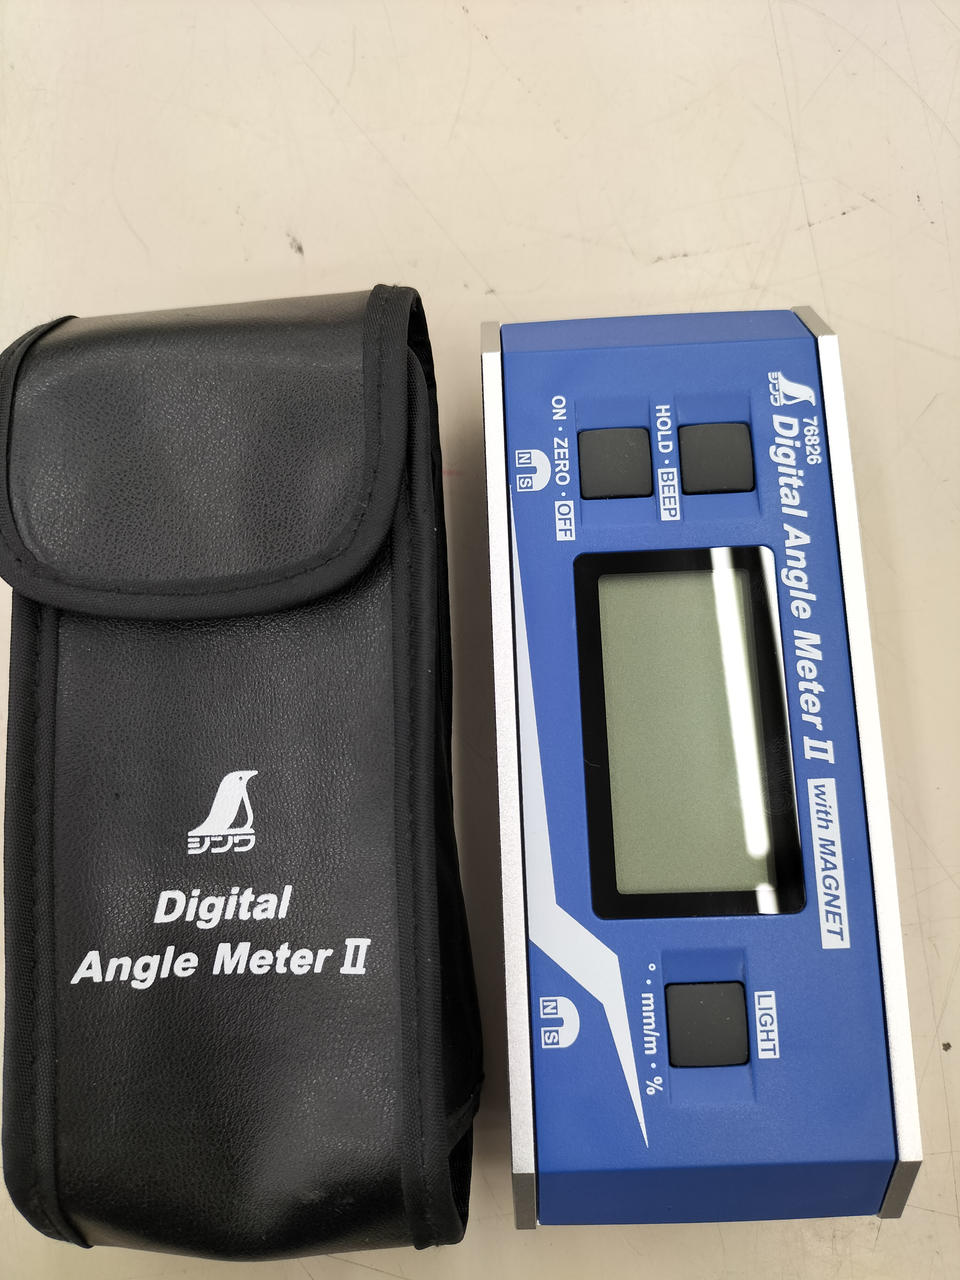 シンワ
Digital
Angle Meter II
シンワ
76826
Digital Angle Meter II with MAGNET
HOLD・BEEP
ON・ZERO・OFF
N S
LIGHT
°・mm/m・%
N S